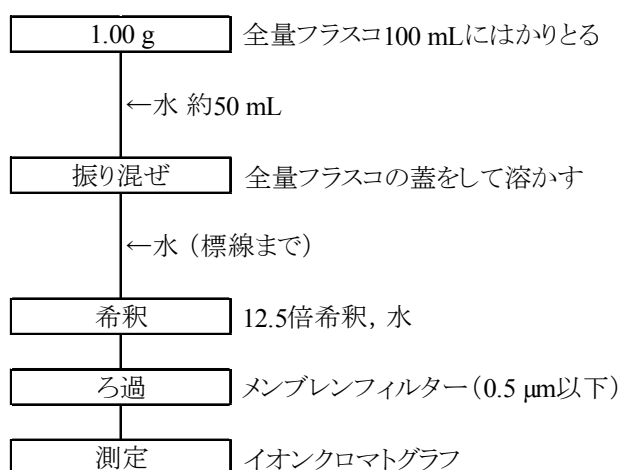 1.00 g 全量フラスコ100 mLにはかりとる
←水 約50 mL
振り混ぜ 全量フラスコの蓋をして溶かす
←水（標線まで）
希釈 12.5倍希釈，水
ろ過 メンブレンフィルター（0.5 µm以下）
測定 イオンクロマトグラフ